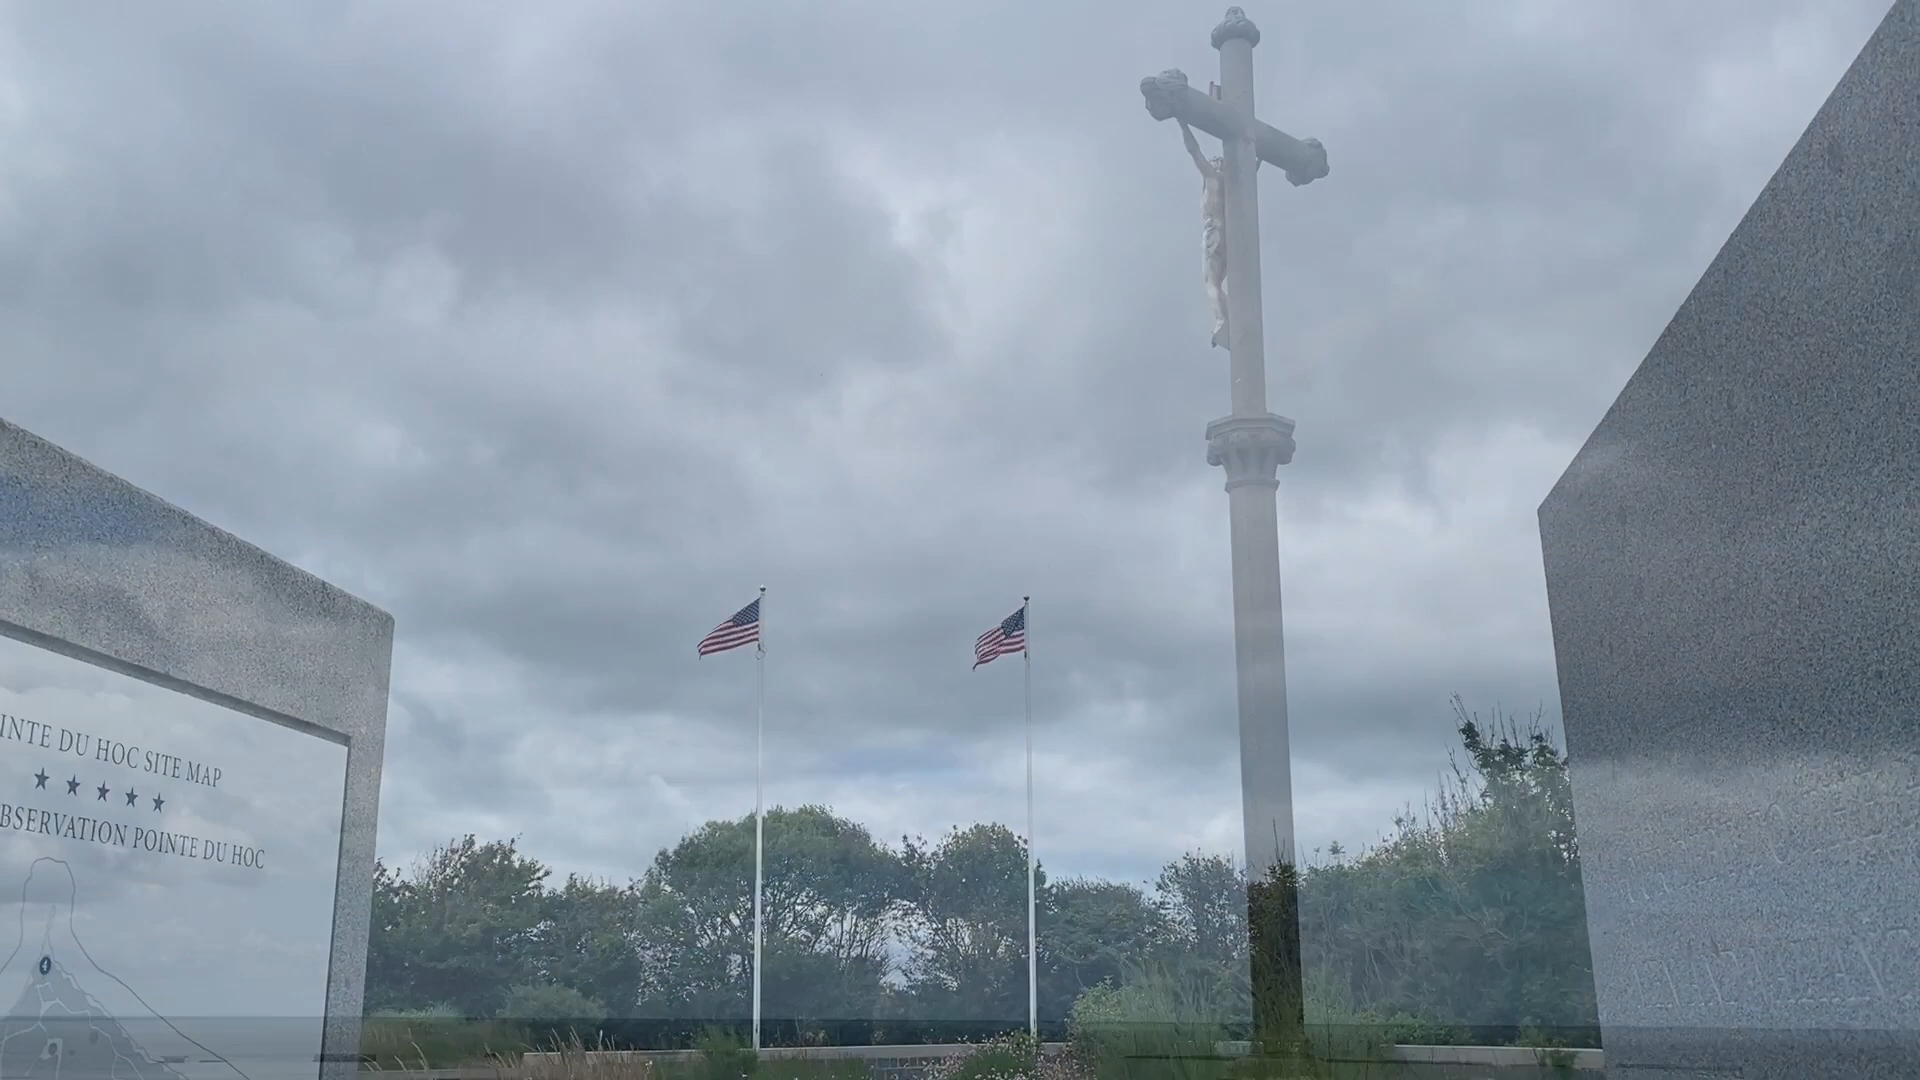 INTE DU HOC SITE MAP
★ ★ ★ ★ ★
BSERVATION POINTE DU HOC